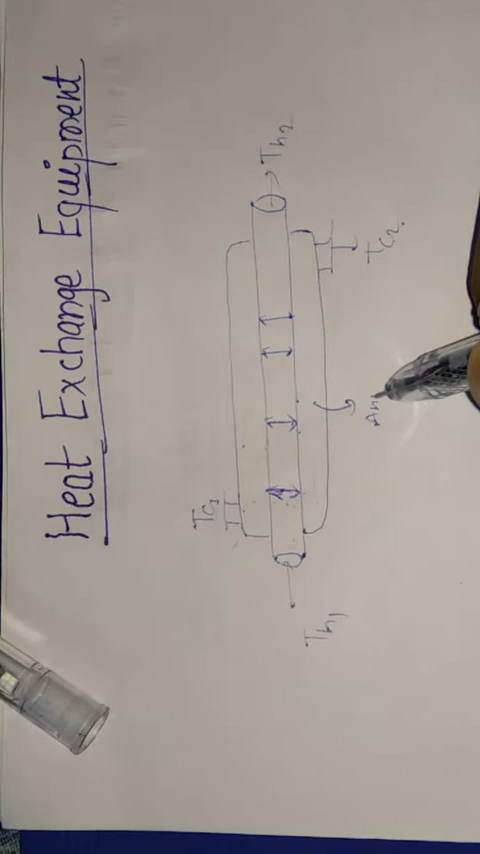 Heat Exchange Equipment
Tc1
Th1
Th2
Tc2.
An